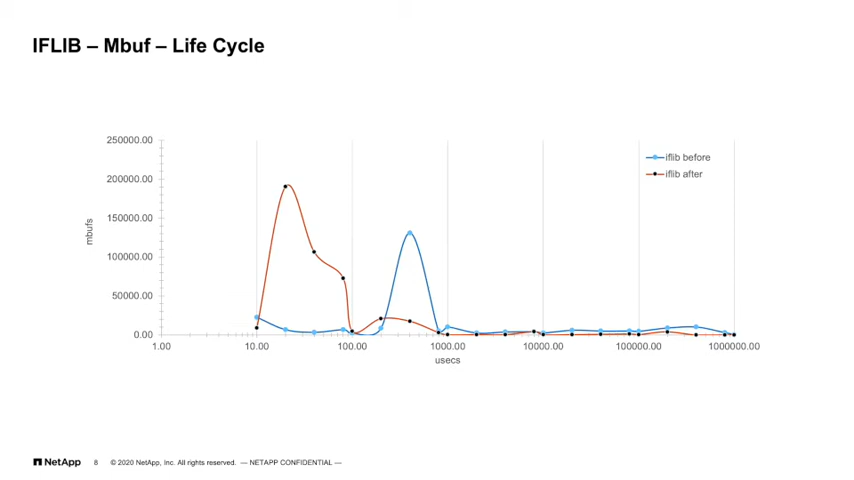 IFLIB – Mbuf – Life Cycle
250000.00
200000.00
150000.00
100000.00
50000.00
0.00
mbufs
1.00
10.00
100.00
1000.00
10000.00
100000.00
1000000.00
usecs
iflib before
iflib after
NetApp
8
© 2020 NetApp, Inc. All rights reserved. — NETAPP CONFIDENTIAL —